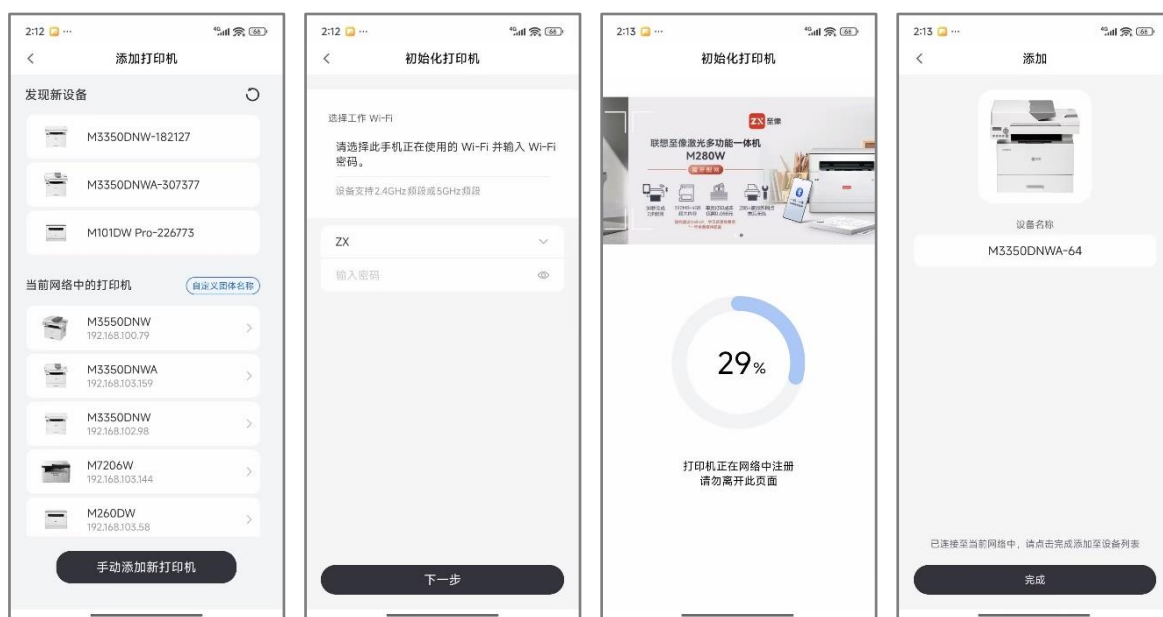 2:12 ... 4G 66
添加打印机
发现新设备
M3350DNW-182127
M3350DNWA-307377
M101DW Pro-226773
当前网络中的打印机
自定义团体名称
M3550DNW
192.168.100.79
M3350DNWA
192.168.103.159
M3350DNW
192.168.102.98
M7206W
192.168.103.144
M260DW
192.168.103.58
手动添加新打印机
2:12 ... 4G 66
初始化打印机
选择工作 Wi-Fi
请选择此手机正在使用的 Wi-Fi 并输入 Wi-Fi
密码。
设备支持2.4GHz频段或5GHz频段
ZX
输入密码
下一步
2:13 ... 4G 66
初始化打印机
ZX 至像
联想至像激光多功能一体机
M280W
29%
打印机正在网络中注册
请勿离开此页面
2:13 ... 4G 66
添加
设备名称
M3350DNWA-64
已连接至当前网络中，请点击完成添加至设备列表
完成